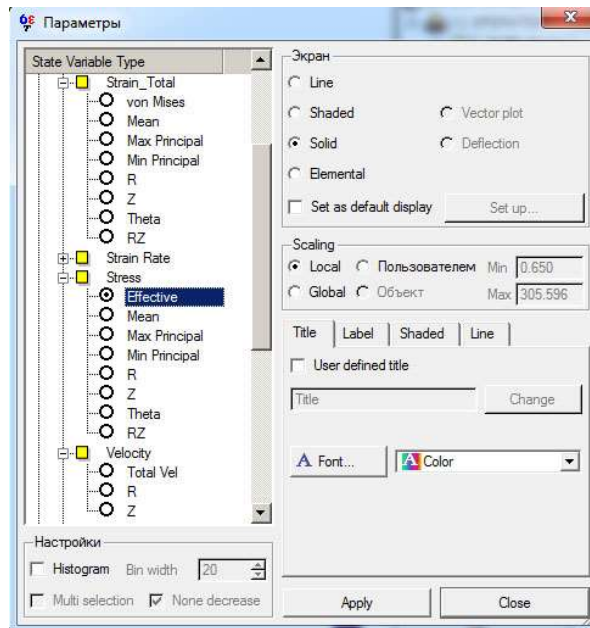 Параметры
State Variable Type
Strain_Total
von Mises
Mean
Max Principal
Min Principal
R
Z
Theta
RZ
Strain Rate
Stress
Effective
Mean
Max Principal
Min Principal
R
Z
Theta
RZ
Velocity
Total Vel
R
Z
Настройки
Histogram Bin width 20
Multi selection None decrease
Экран
Line
Shaded Vector plot
Solid Deflection
Elemental
Set as default display Set up...
Scaling
Local Пользователем Min 0.650
Global Объект Max 305.596
Title Label Shaded Line
User defined title
Title Change
A Font... A Color
Apply Close